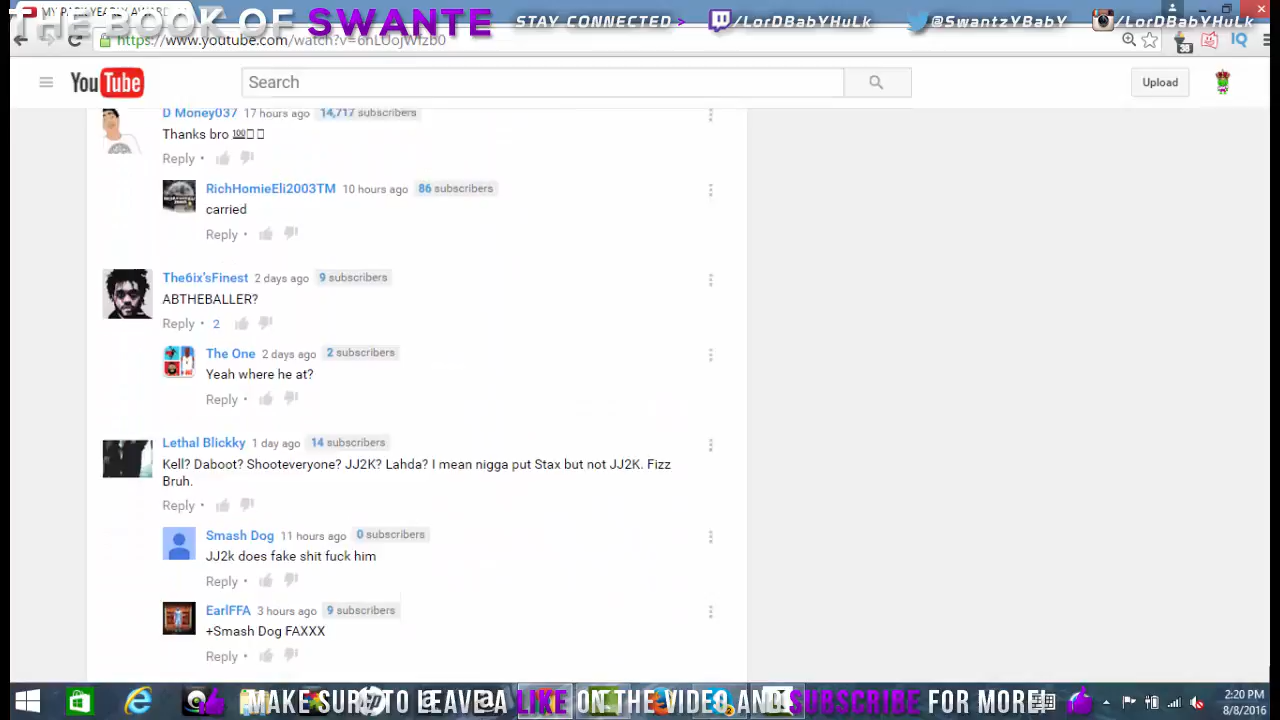 THE BOOK OF SWANTE STAY CONNECTED > /LorDBaBYHuLK @SwantzYBabY /LorDBaBYHuLK
https://www.youtube.com/watch?v=6hLUojWfzb0
YouTube Search Upload
D Money037 17 hours ago 14,717 subscribers
Thanks bro 💯
Reply •
RichHomieEli2003TM 10 hours ago 86 subscribers
carried
Reply •
The6ix'sFinest 2 days ago 9 subscribers
ABTHEBALLER?
Reply • 2
The One 2 days ago 2 subscribers
Yeah where he at?
Reply •
Lethal Blickky 1 day ago 14 subscribers
Kell? Daboot? Shooteveryone? JJ2K? Lahda? I mean nigga put Stax but not JJ2K. Fizz
Bruh.
Reply •
Smash Dog 11 hours ago 0 subscribers
JJ2k does fake shit fuck him
Reply •
EarlFFA 3 hours ago 9 subscribers
+Smash Dog FAXXX
Reply •
MAKE SURE TO LEAVE A LIKE ON THE VIDEO AND SUBSCRIBE FOR MORE!
2:20 PM
8/8/2016